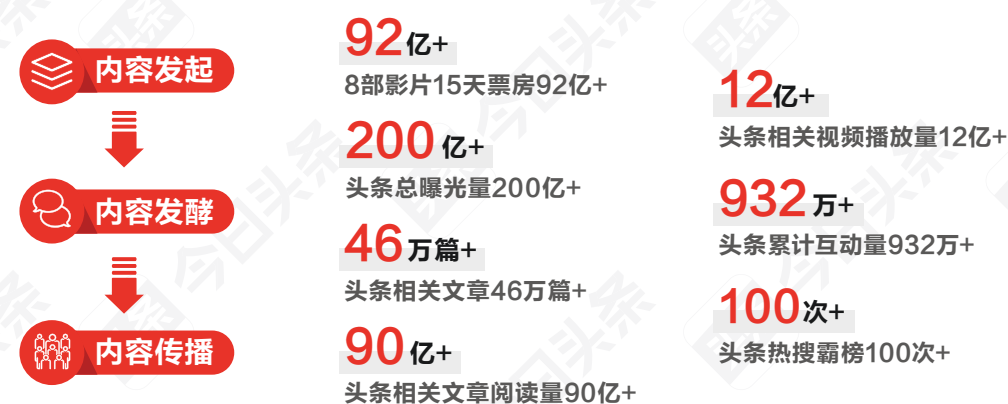 内容发起
内容发酵
内容传播
92亿+
8部影片15天票房92亿+
200亿+
头条总曝光量200亿+
46万篇+
头条相关文章46万篇+
90亿+
头条相关文章阅读量90亿+
12亿+
头条相关视频播放量12亿+
932万+
头条累计互动量932万+
100次+
头条热搜霸榜100次+
今日头条
头条